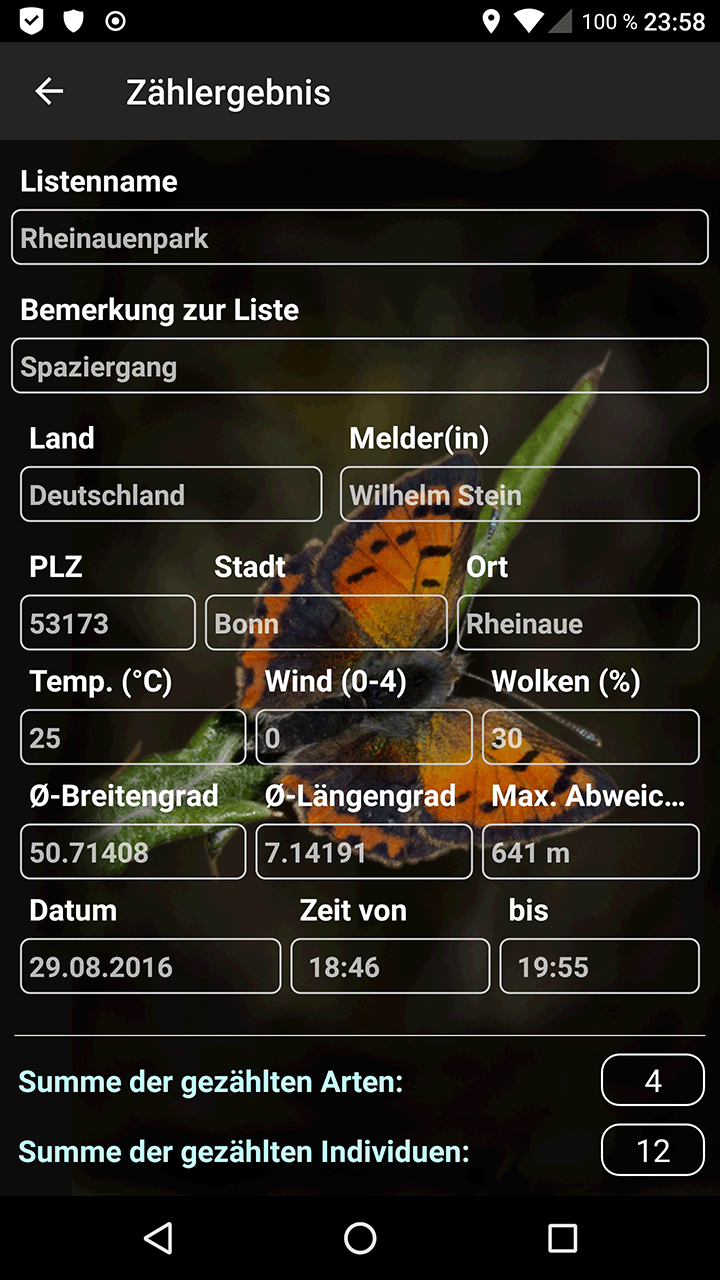 100 % 23:58
Zählergebnis
Listenname
Rheinauenpark
Bemerkung zur Liste
Spaziergang
Land Melder(in)
Deutschland Wilhelm Stein
PLZ Stadt Ort
53173 Bonn Rheinaue
Temp. (°C) Wind (0-4) Wolken (%)
25 0 30
Ø-Breitengrad Ø-Längengrad Max. Abweic...
50.71408 7.14191 641 m
Datum Zeit von bis
29.08.2016 18:46 19:55
Summe der gezählten Arten: 4
Summe der gezählten Individuen: 12